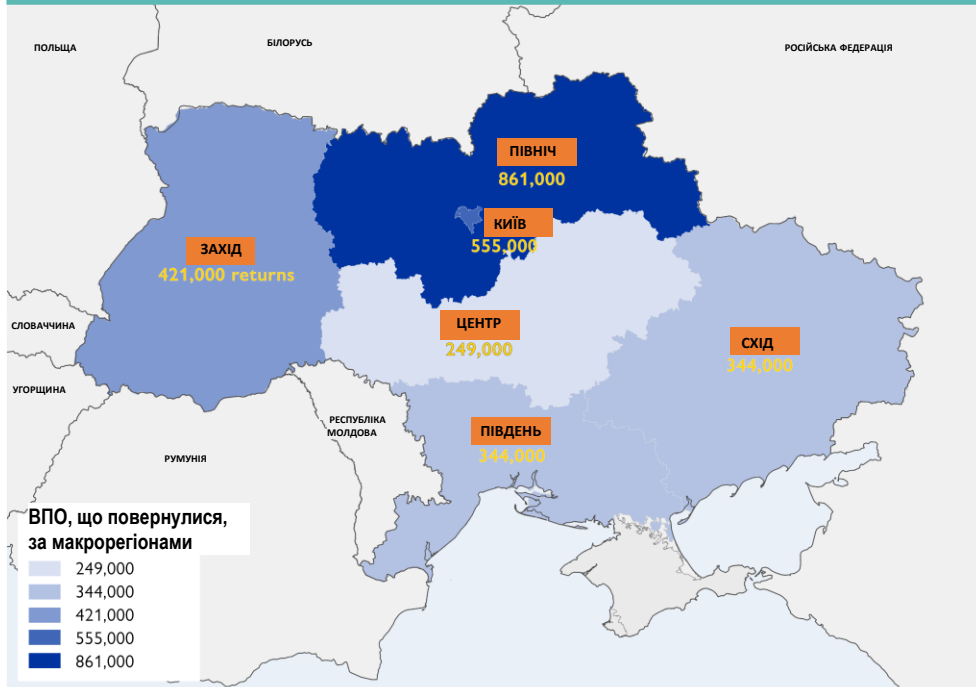 ПОЛЬЩА
БІЛОРУСЬ
РОСІЙСЬКА ФЕДЕРАЦІЯ
ПІВНІЧ
861,000
КИЇВ
555,000
ЗАХІД
421,000 returns
СЛОВАЧЧИНА
ЦЕНТР
249,000
СХІД
344,000
УГОРЩИНА
РЕСПУБЛІКА
МОЛДОВА
ПІВДЕНЬ
344,000
РУМУНІЯ
ВПО, що повернулися,
за макрорегіонами
249,000
344,000
421,000
555,000
861,000